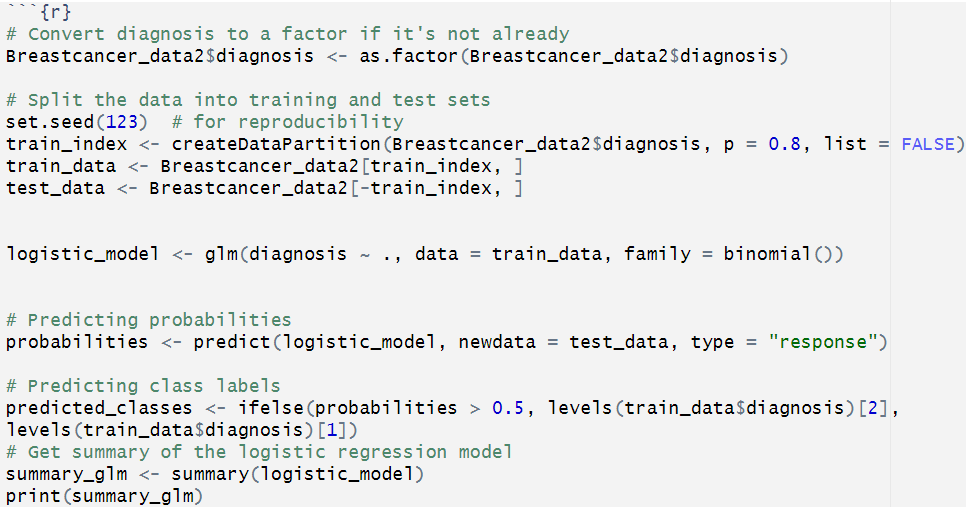 ```{r}
# Convert diagnosis to a factor if it's not already
Breastcancer_data2$diagnosis <- as.factor(Breastcancer_data2$diagnosis)
# Split the data into training and test sets
set.seed(123)  # for reproducibility
train_index <- createDataPartition(Breastcancer_data2$diagnosis, p = 0.8, list = FALSE)
train_data <- Breastcancer_data2[train_index, ]
test_data <- Breastcancer_data2[-train_index, ]
logistic_model <- glm(diagnosis ~ ., data = train_data, family = binomial())
# Predicting probabilities
probabilities <- predict(logistic_model, newdata = test_data, type = "response")
# Predicting class labels
predicted_classes <- ifelse(probabilities > 0.5, levels(train_data$diagnosis)[2],
levels(train_data$diagnosis)[1])
# Get summary of the logistic regression model
summary_glm <- summary(logistic_model)
print(summary_glm)